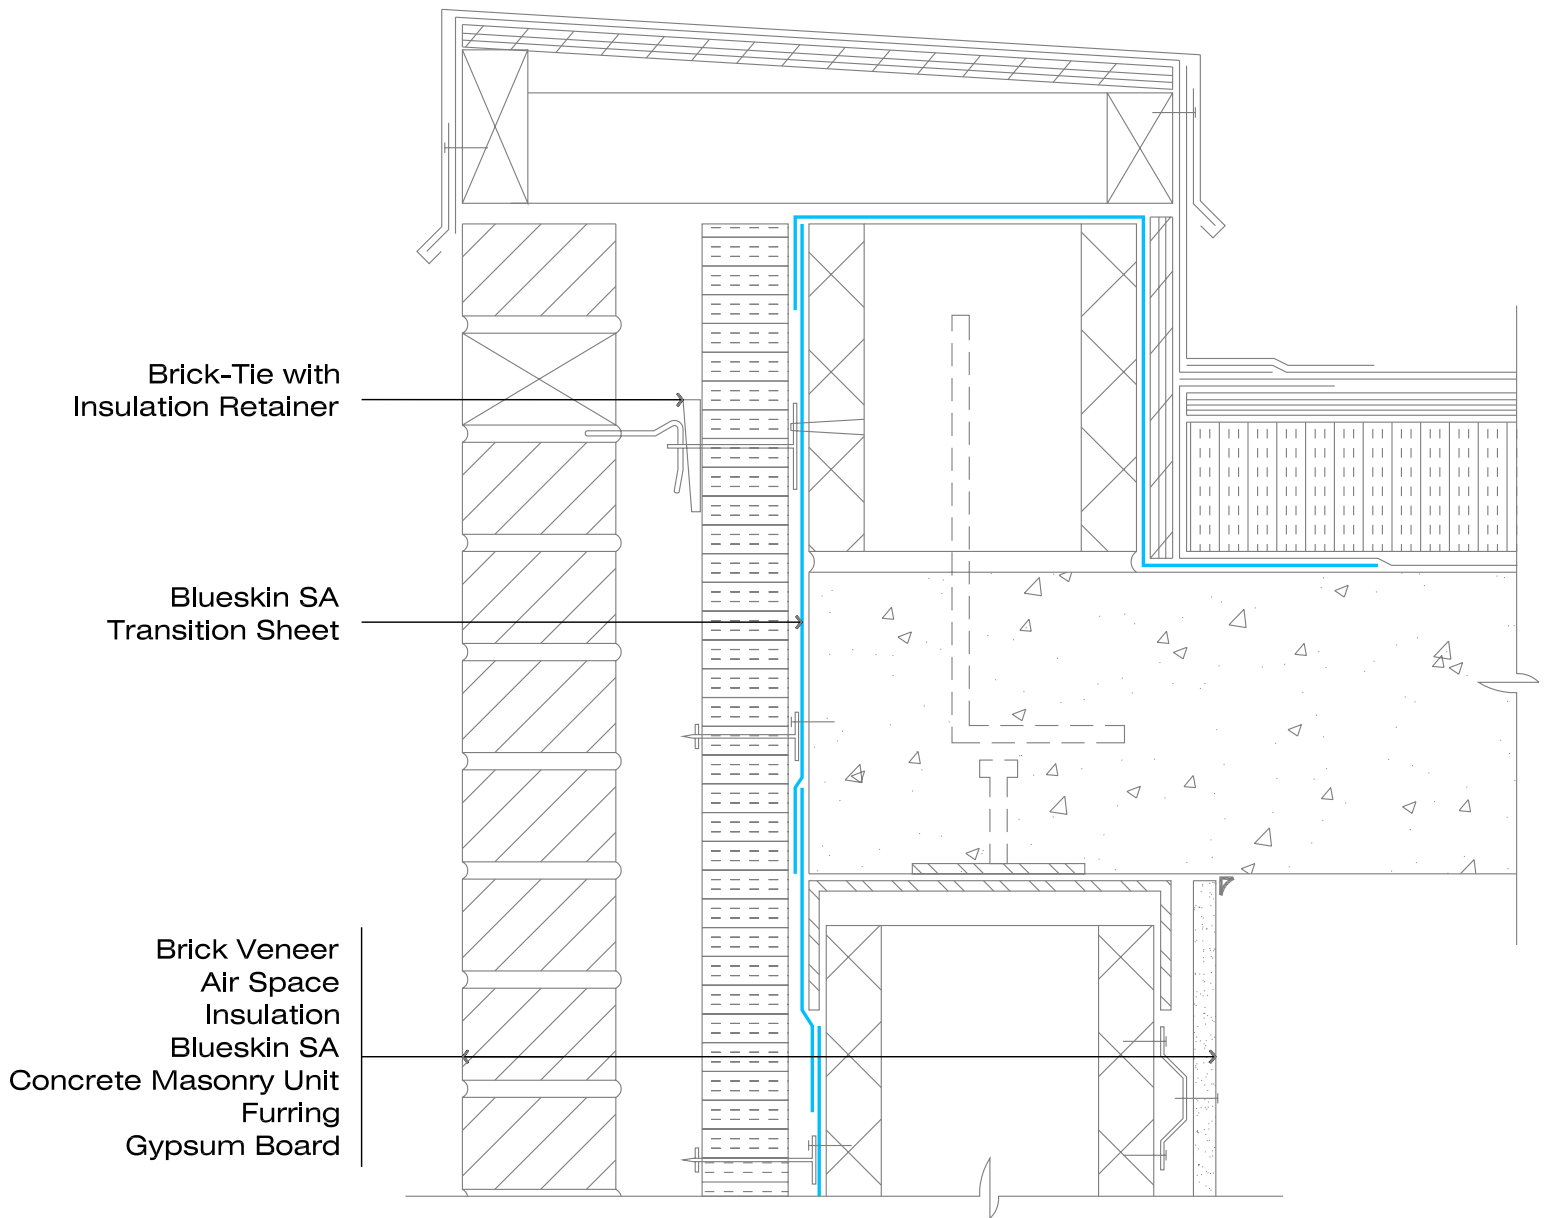 Brick-Tie with
Insulation Retainer
Blueskin SA
Transition Sheet
Brick Veneer
Air Space
Insulation
Blueskin SA
Concrete Masonry Unit
Furring
Gypsum Board